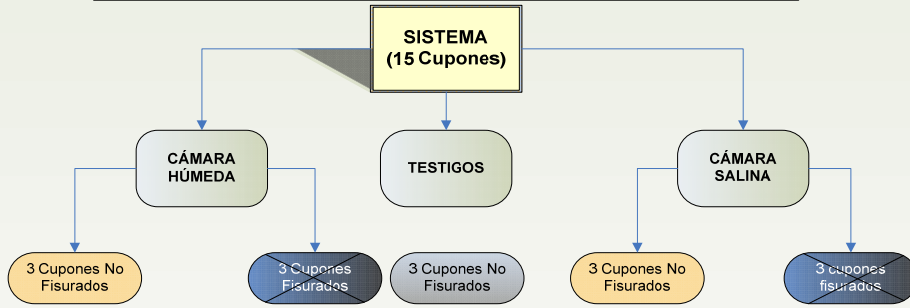 SISTEMA
(15 Cupones)
CÁMARA
HÚMEDA
TESTIGOS
CÁMARA
SALINA
3 Cupones No
Fisurados
3 Cupones
Fisurados
3 Cupones No
Fisurados
3 Cupones No
Fisurados
3 cupones
fisurados